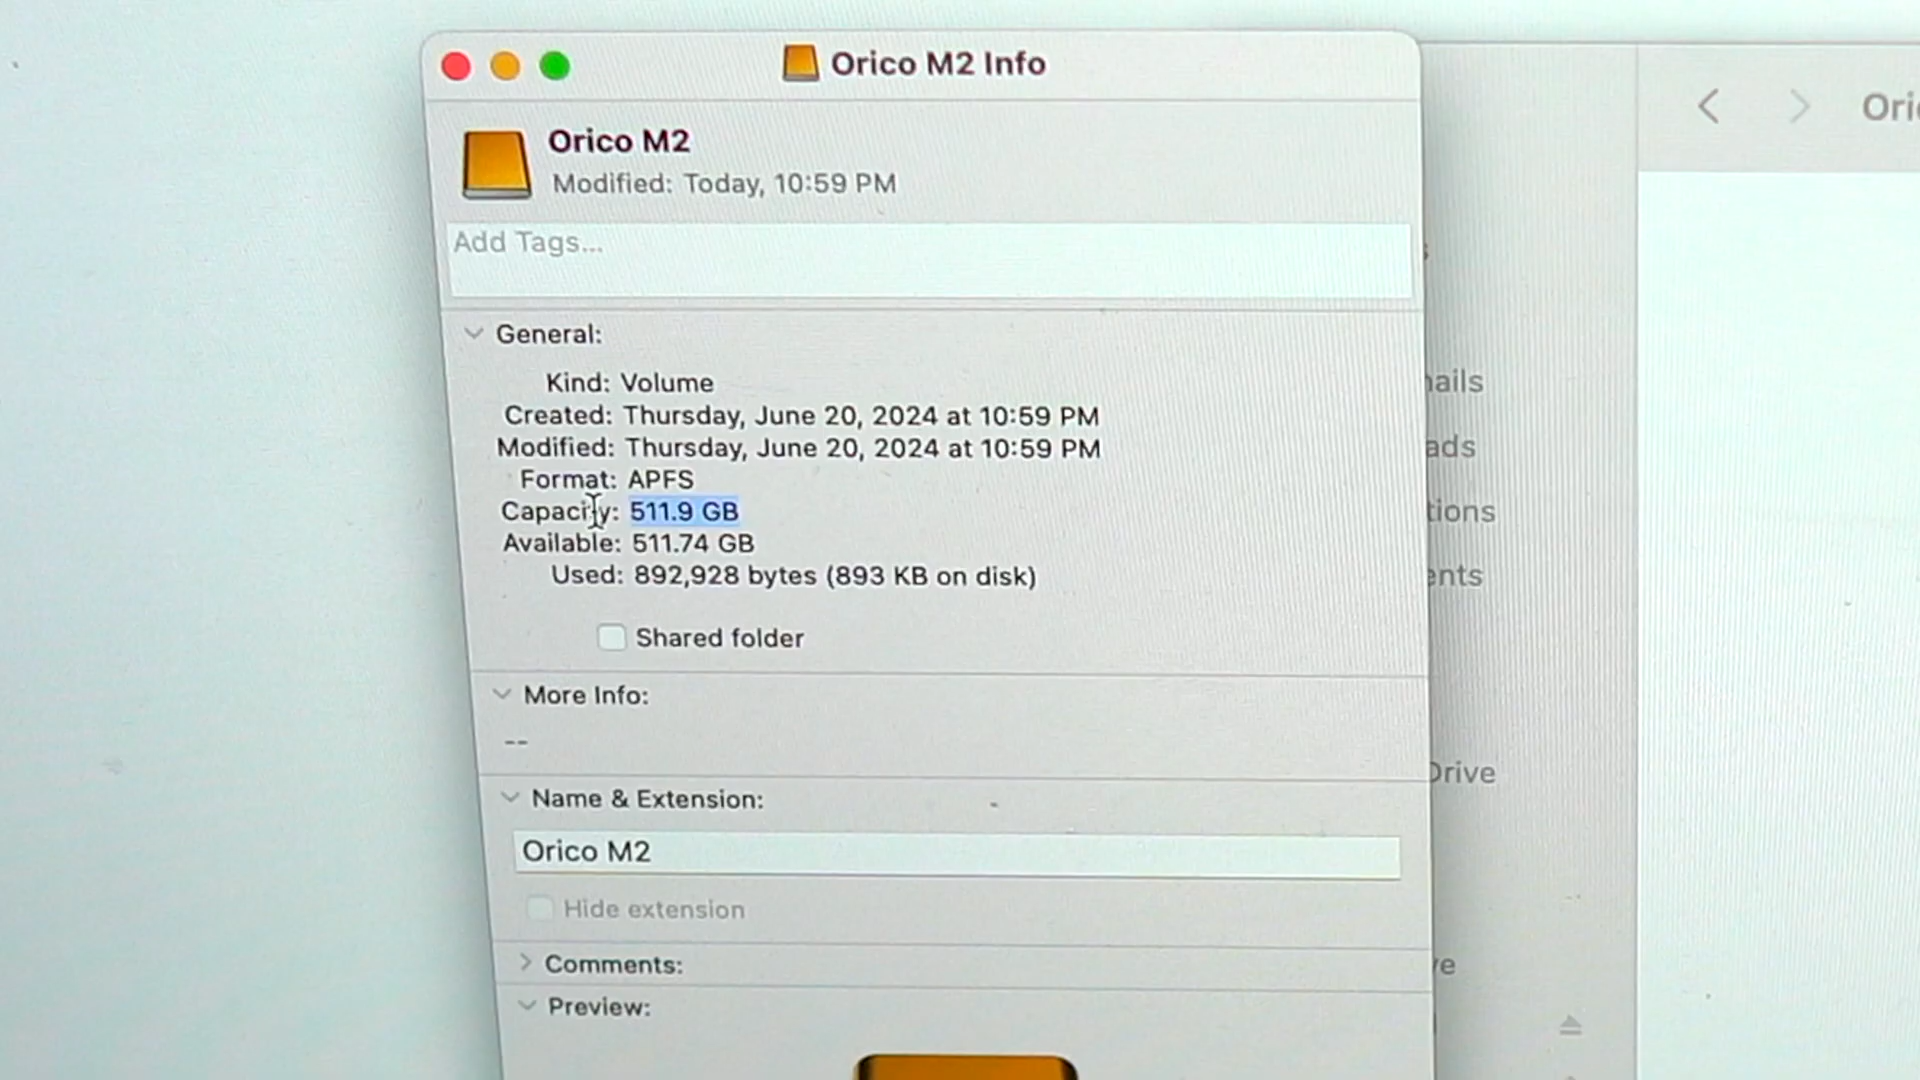 Orico M2 Info
Orico M2
Modified: Today, 10:59 PM
Add Tags...
General:
Kind: Volume
Created: Thursday, June 20, 2024 at 10:59 PM
Modified: Thursday, June 20, 2024 at 10:59 PM
Format: APFS
Capacity: 511.9 GB
Available: 511.74 GB
Used: 892,928 bytes (893 KB on disk)
Shared folder
More Info:
--
Name & Extension:
Orico M2
Hide extension
Comments:
Preview:
Ori
ails
ads
tions
ents
Drive
e